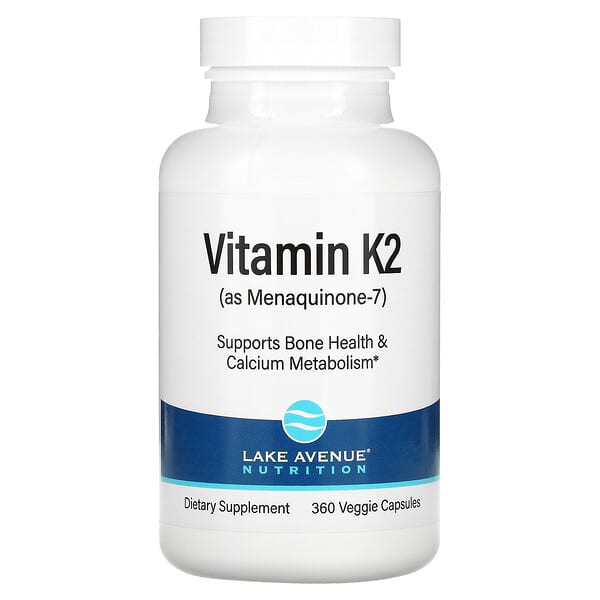 Vitamin K2
(as Menaquinone-7)
Supports Bone Health &
Calcium Metabolism*
LAKE AVENUE®
NUTRITION
Dietary Supplement 360 Veggie Capsules